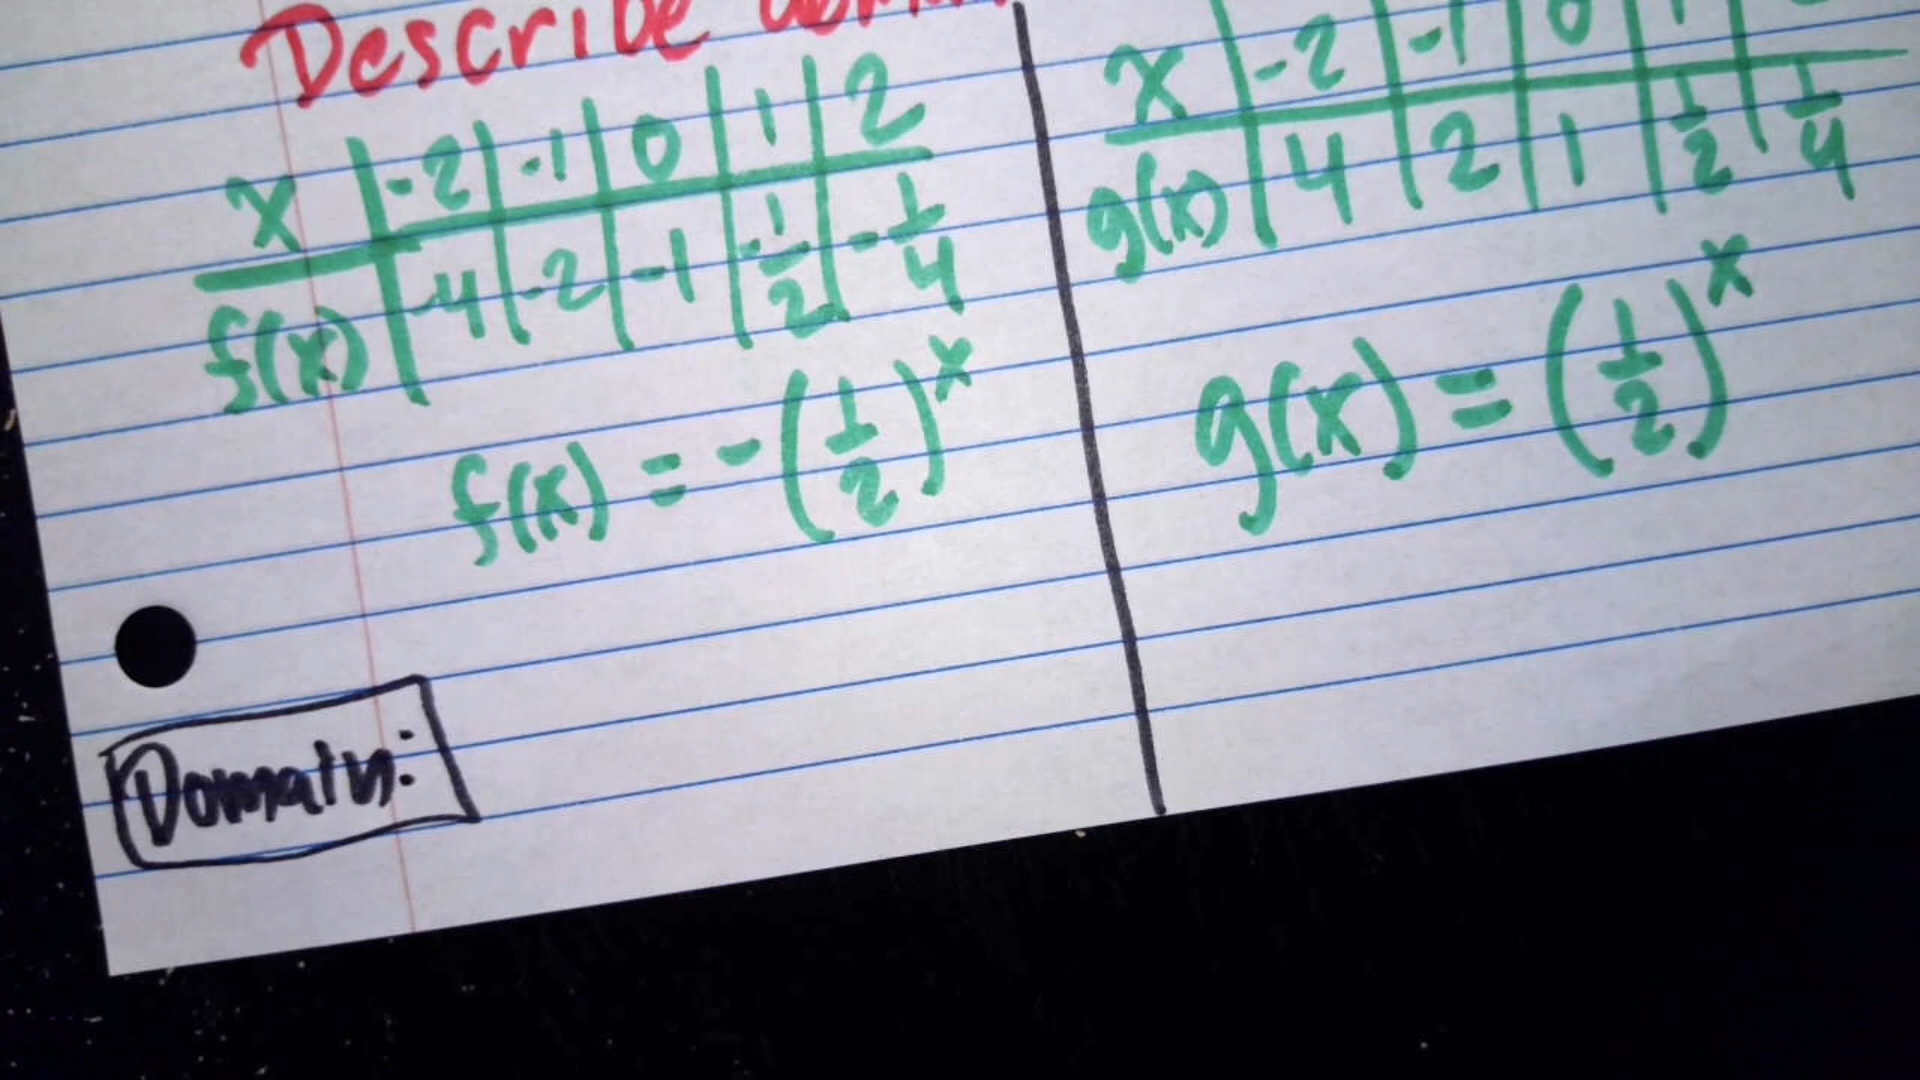 Describe
x -2 -1 0 1 2
f(x) -4 -2 -1 -1/2 -1/4
f(x) = -(1/2)^x
x -2 -1 0 1
g(x) 4 2 1 1/2 1/4
g(x) = (1/2)^x
Domain: